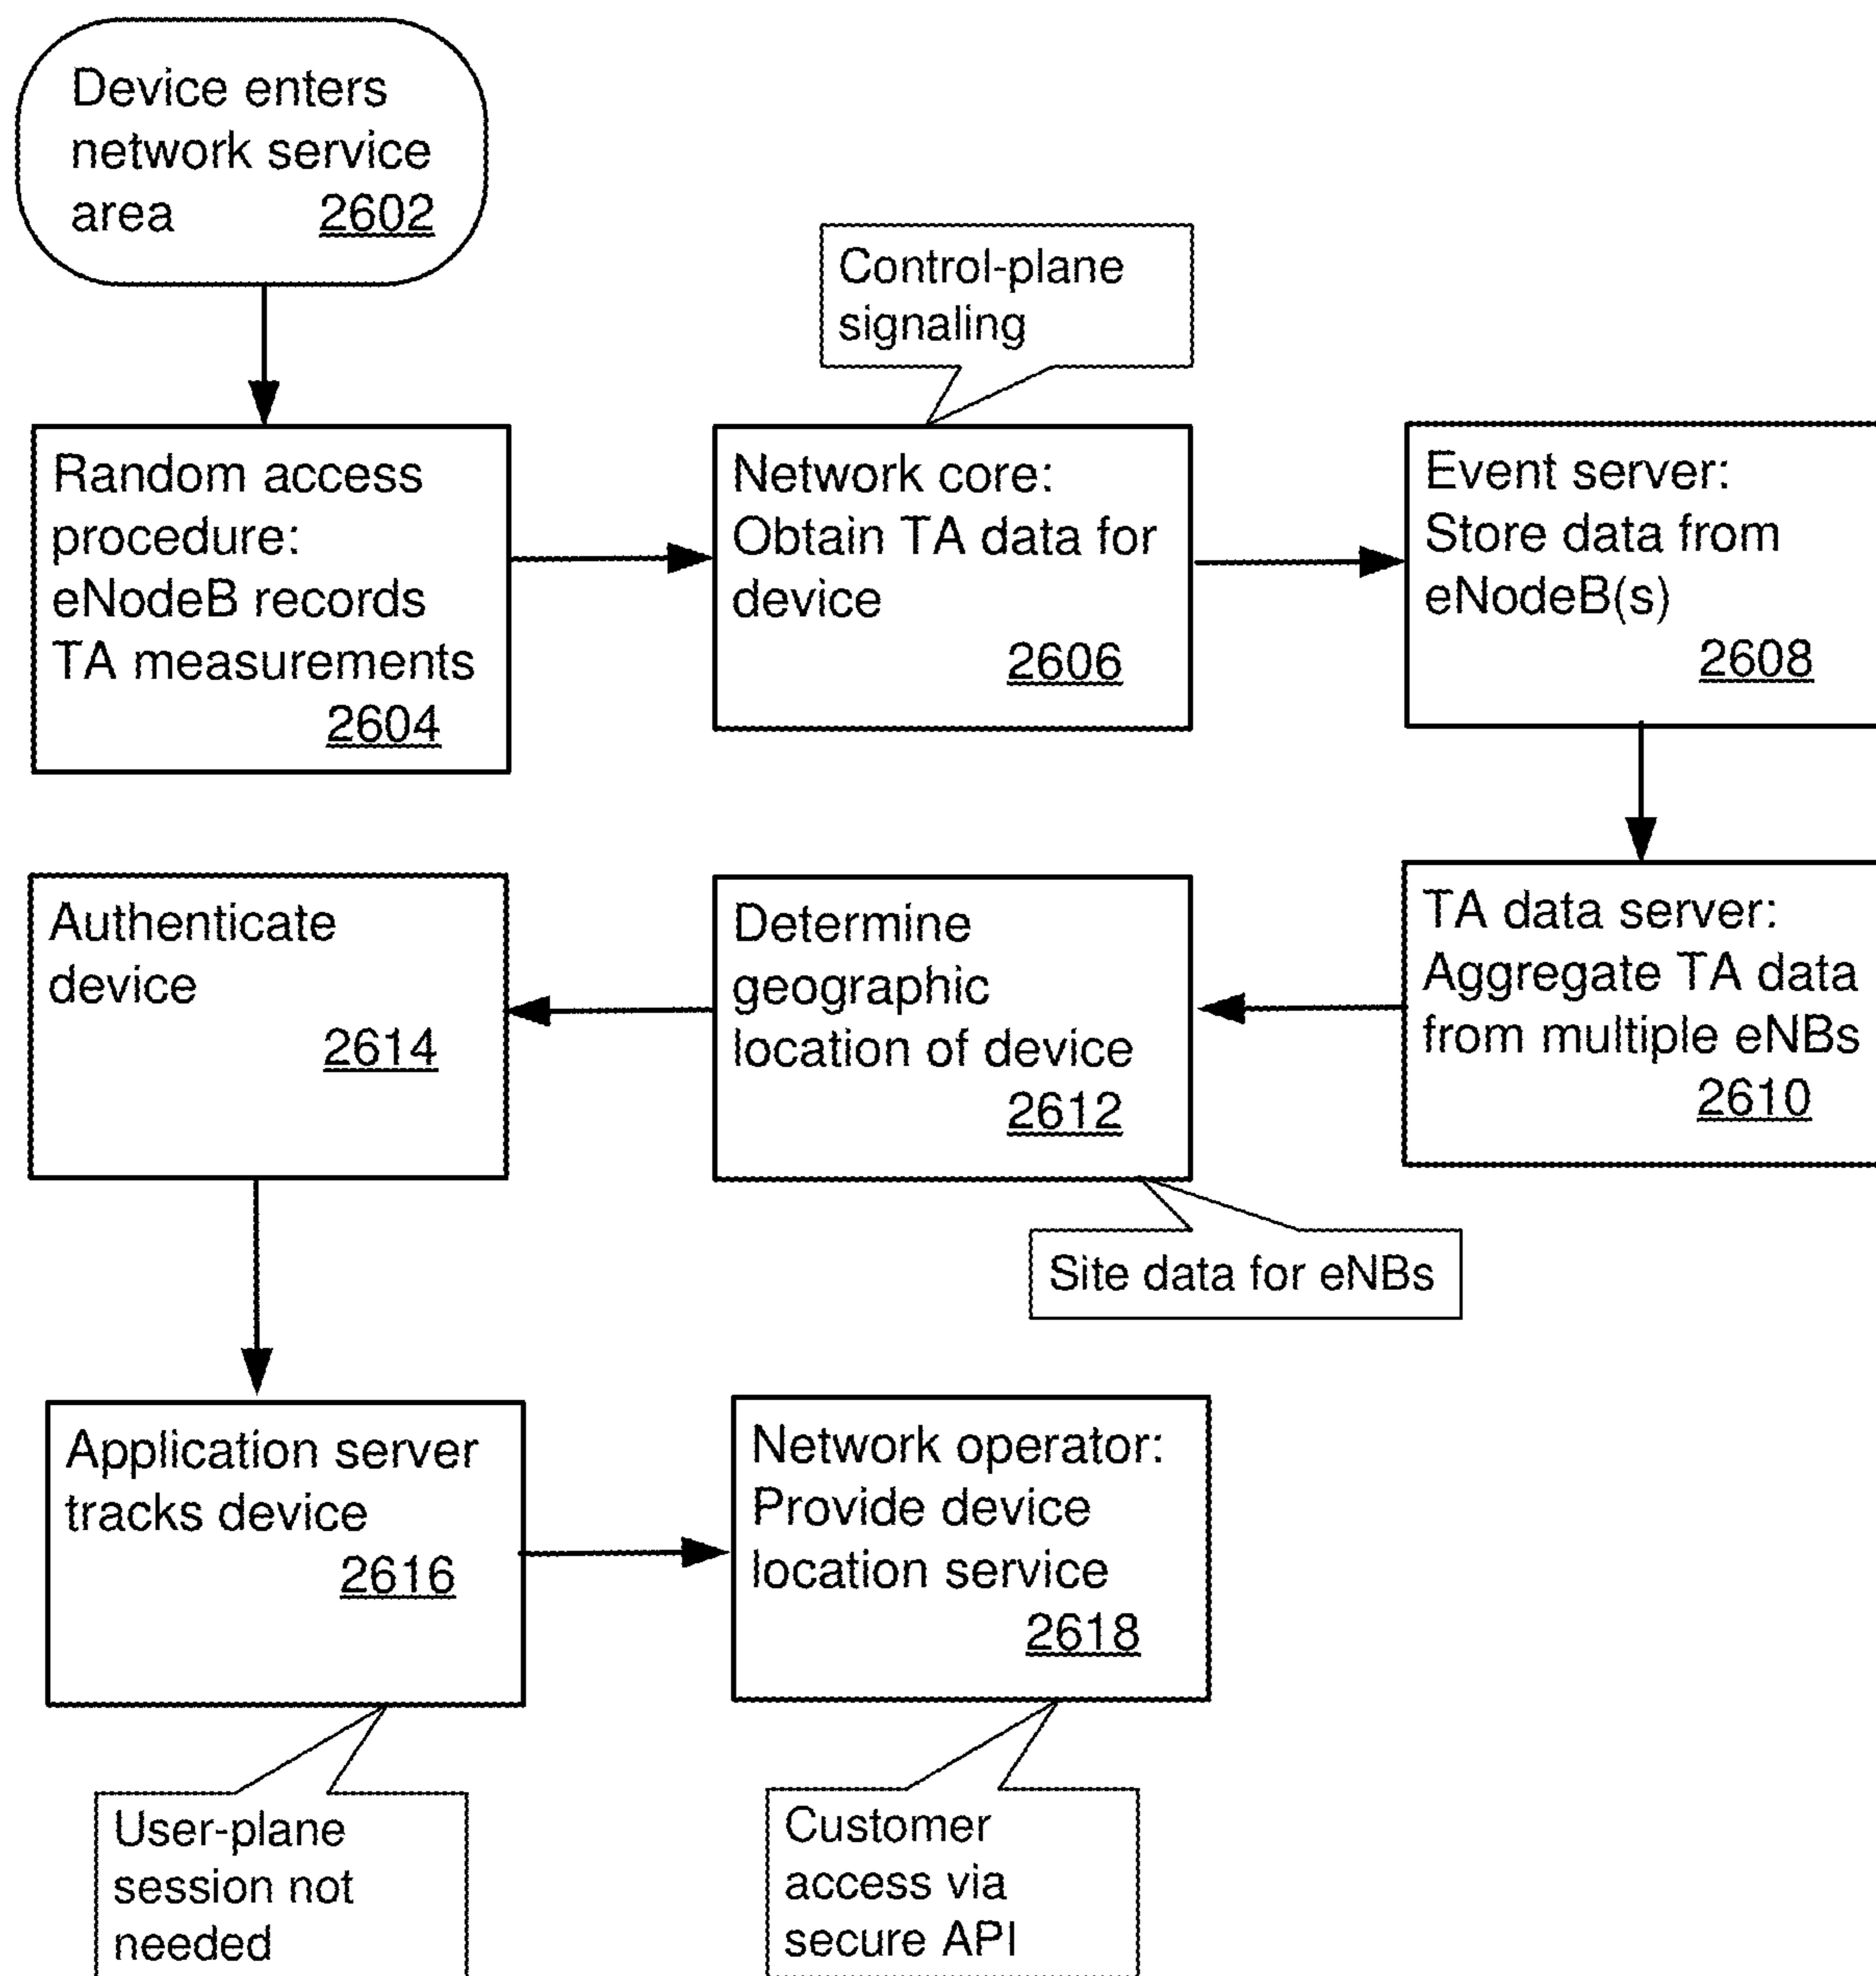 Device enters
network service
area 2602
Control-plane
signaling
Random access
procedure:
eNodeB records
TA measurements
2604
Network core:
Obtain TA data for
device
2606
Event server:
Store data from
eNodeB(s)
2608
TA data server:
Aggregate TA data
from multiple eNBs
2610
Determine
geographic
location of device
2612
Site data for eNBs
Authenticate
device
2614
Application server
tracks device
2616
User-plane
session not
needed
Network operator:
Provide device
location service
2618
Customer
access via
secure API